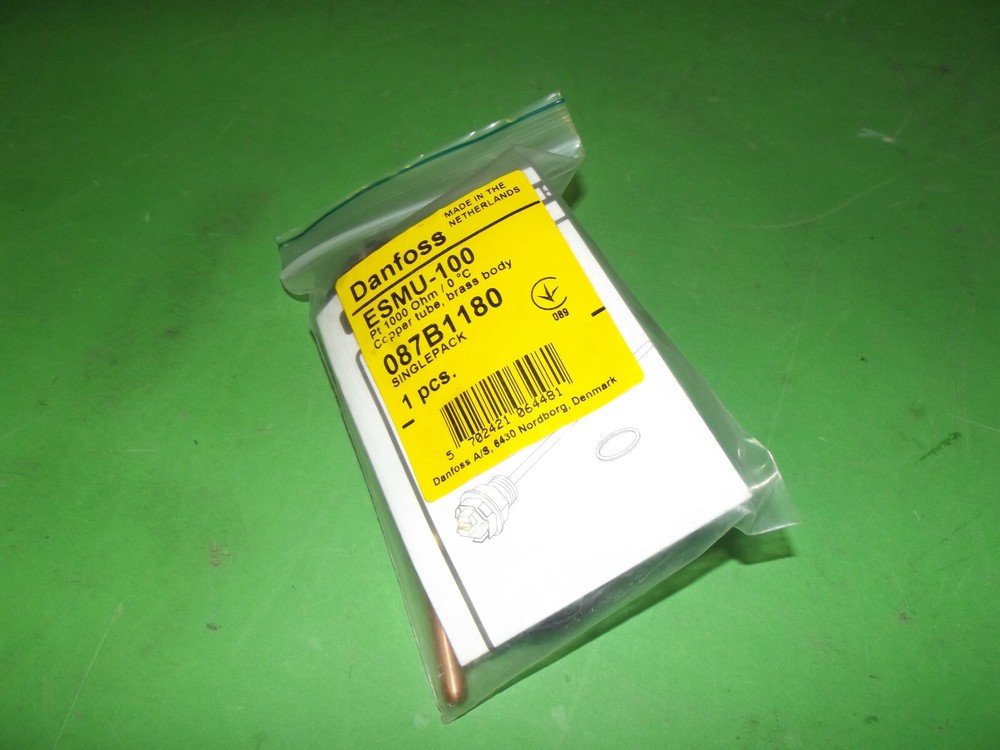 MADE IN THE
NETHERLANDS
Danfoss
ESMU-100
Pt 1000 Ohm / 0 °C
Copper tube, brass body
087B1180
SINGLEPACK
089
1 pcs.
5 702421 064481
Danfoss A/S, 6430 Nordborg, Denmark